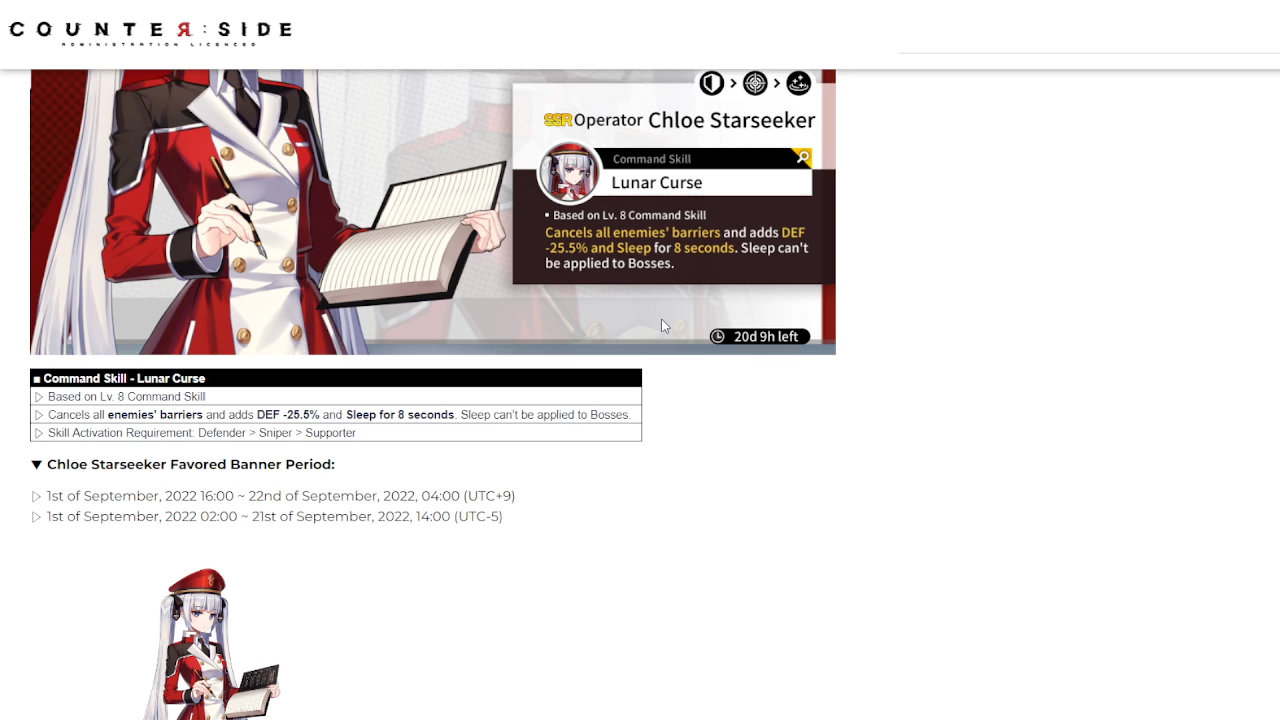 COUNTER:SIDE
ADMINISTRATION LICENCED
SSR Operator Chloe Starseeker
Command Skill
Lunar Curse
▪ Based on Lv. 8 Command Skill
Cancels all enemies' barriers and adds DEF
-25.5% and Sleep for 8 seconds. Sleep can't
be applied to Bosses.
20d 9h left
■ Command Skill - Lunar Curse
▷ Based on Lv. 8 Command Skill
▷ Cancels all enemies' barriers and adds DEF -25.5% and Sleep for 8 seconds. Sleep can't be applied to Bosses.
▷ Skill Activation Requirement: Defender > Sniper > Supporter
▼ Chloe Starseeker Favored Banner Period:
▷ 1st of September, 2022 16:00 ~ 22nd of September, 2022, 04:00 (UTC+9)
▷ 1st of September, 2022 02:00 ~ 21st of September, 2022, 14:00 (UTC-5)